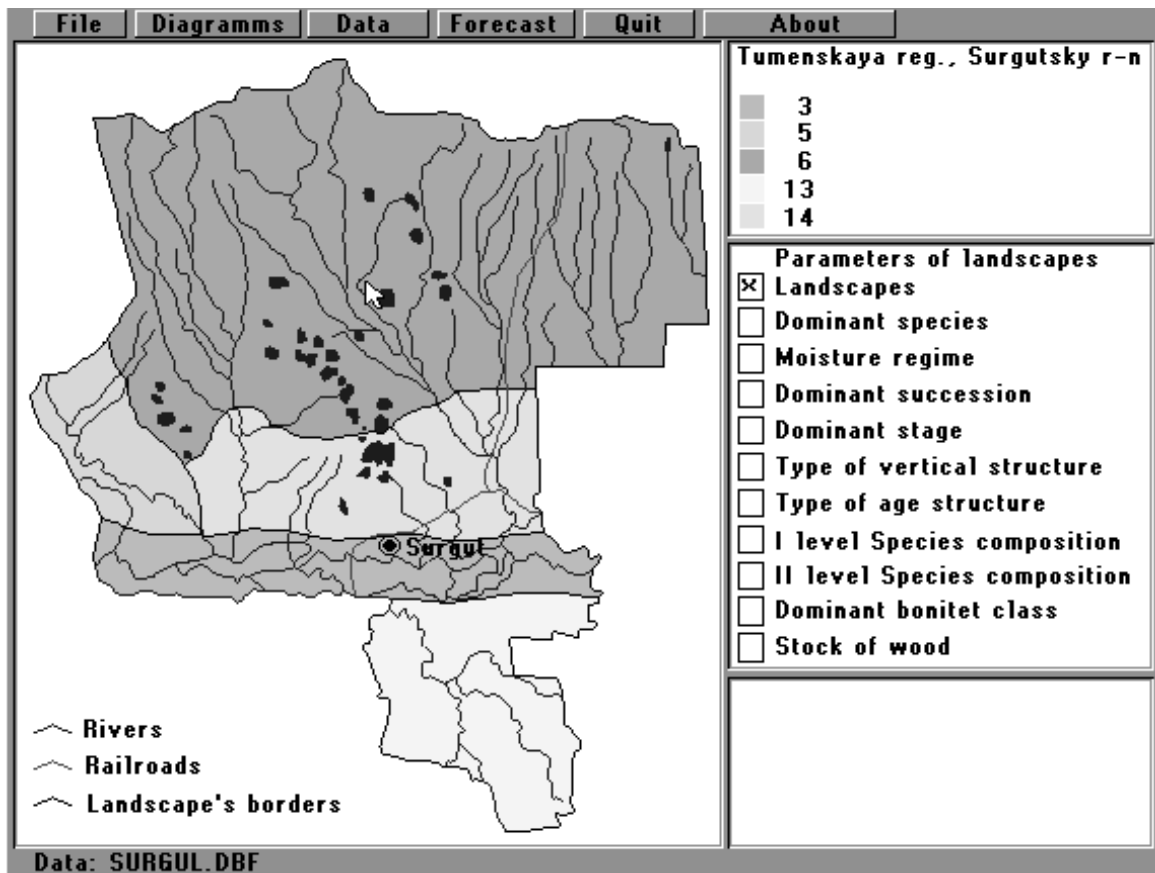 File Diagramms Data Forecast Quit About
Tumenskaya reg., Surgutsky r-n
3
5
6
13
14
Parameters of landscapes
Landscapes
Dominant species
Moisture regime
Dominant succession
Dominant stage
Type of vertical structure
Type of age structure
I level Species composition
II level Species composition
Dominant bonitet class
Stock of wood
Surgut
Rivers
Railroads
Landscape's borders
Data: SURGUL.DBF